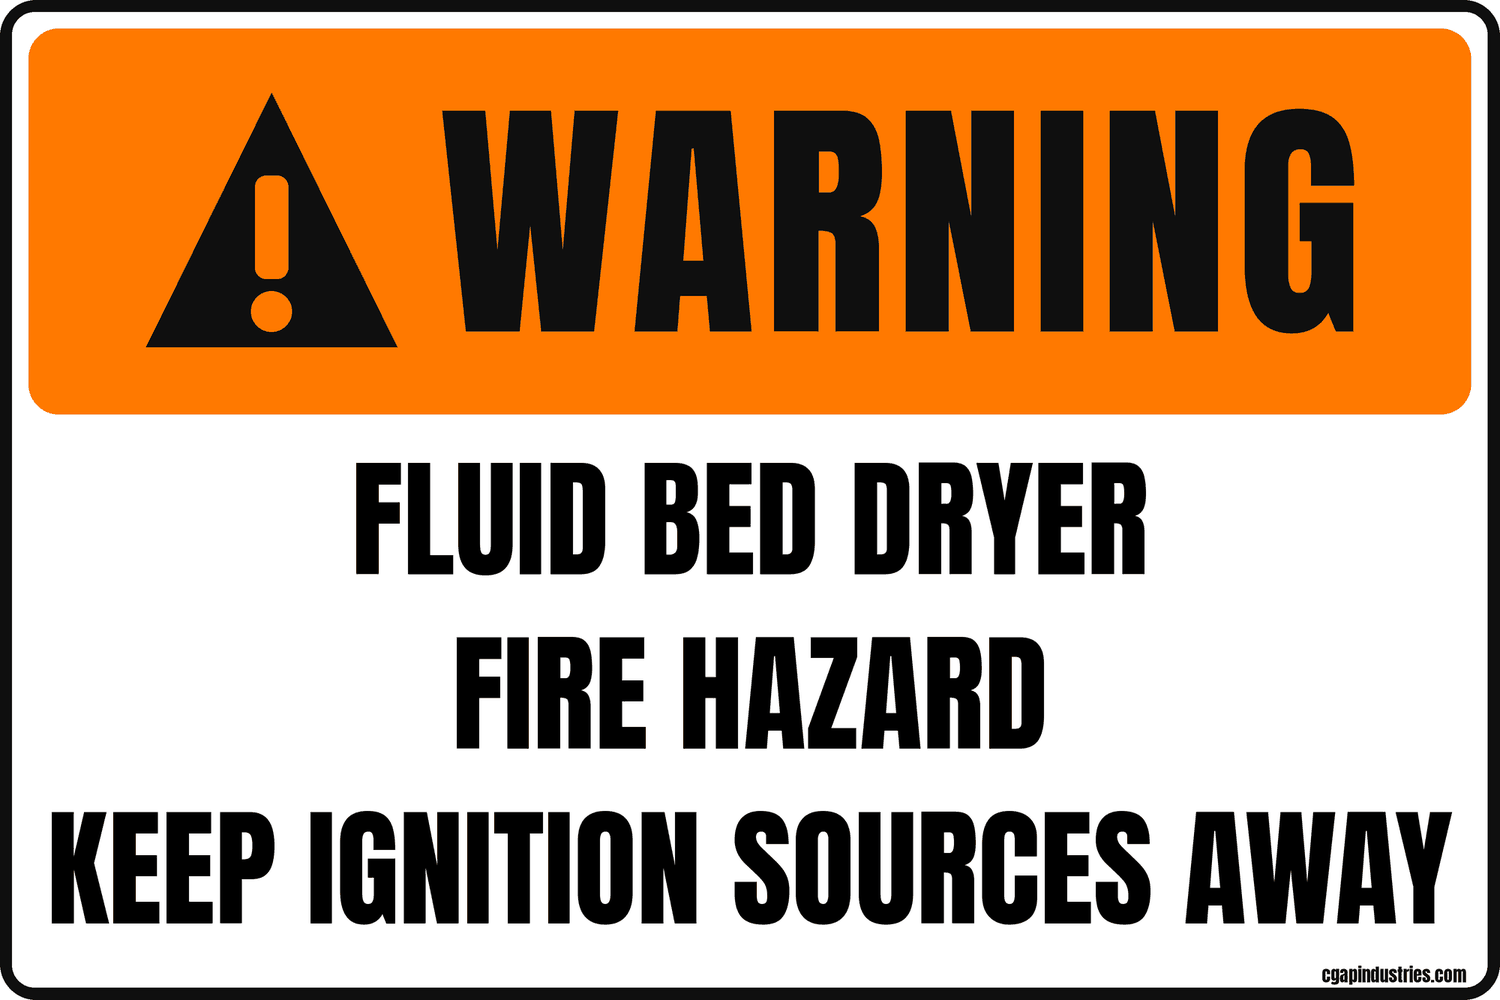 WARNING
FLUID BED DRYER
FIRE HAZARD
KEEP IGNITION SOURCES AWAY
cgapindustries.com